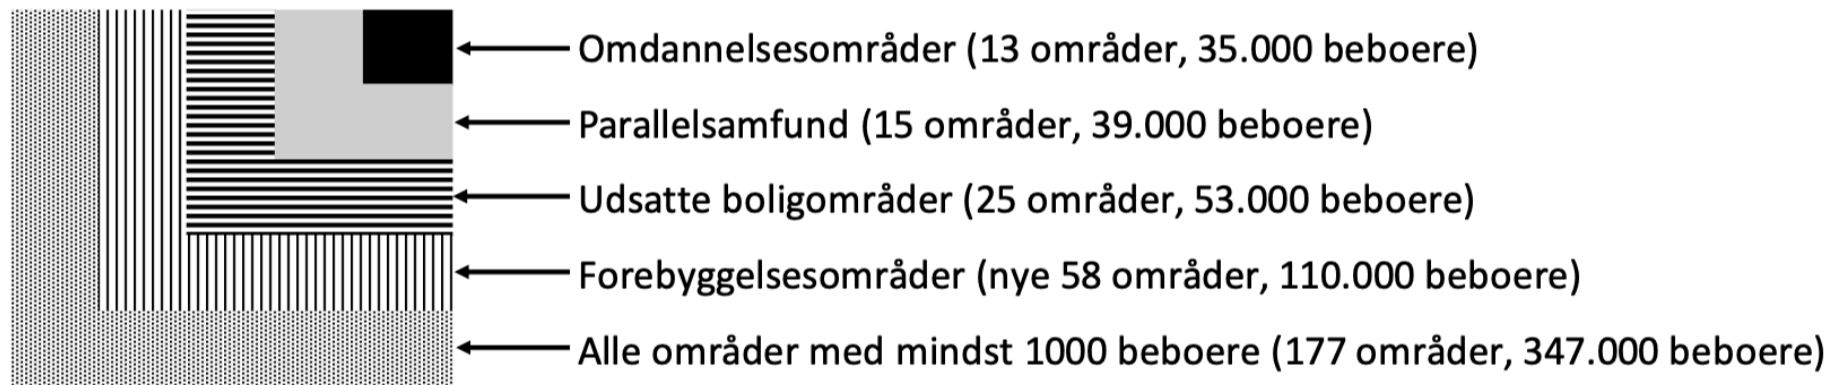 Omdannelsesområder (13 områder, 35.000 beboere)
Parallelsamfund (15 områder, 39.000 beboere)
Udsatte boligområder (25 områder, 53.000 beboere)
Forebyggelsesområder (nye 58 områder, 110.000 beboere)
Alle områder med mindst 1000 beboere (177 områder, 347.000 beboere)